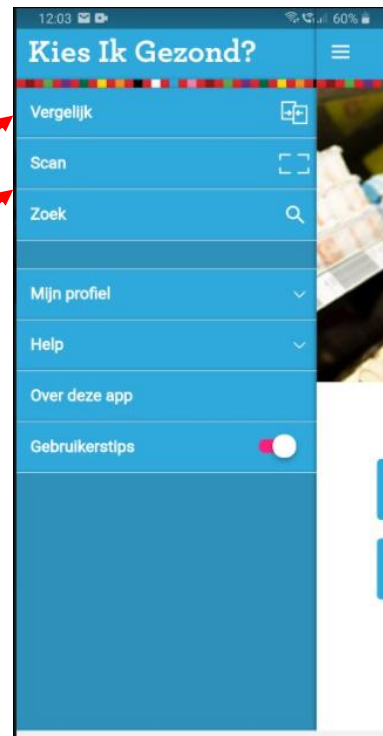 12:03 60%
Kies Ik Gezond?
Vergelijk
Scan
Zoek
Mijn profiel
Help
Over deze app
Gebruikerstips